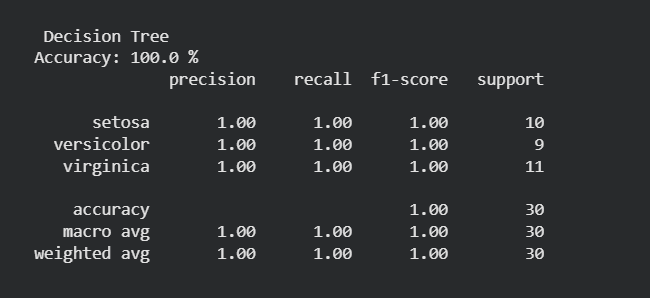 Decision Tree
Accuracy: 100.0 %
precision recall f1-score support
setosa 1.00 1.00 1.00 10
versicolor 1.00 1.00 1.00 9
virginica 1.00 1.00 1.00 11
accuracy 1.00 30
macro avg 1.00 1.00 1.00 30
weighted avg 1.00 1.00 1.00 30